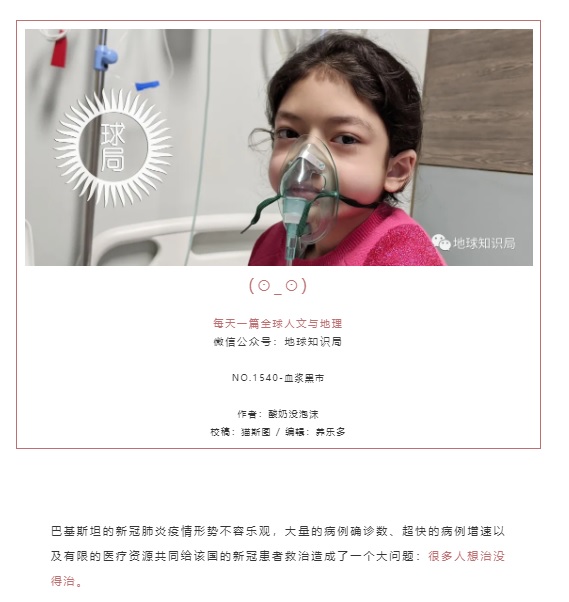 球
局
地球知识局
(⊙_⊙)
每天一篇全球人文与地理
微信公众号：地球知识局
NO.1540-血浆黑市
作者：酸奶没泡沫
校稿：猫斯图 / 编辑：养乐多
巴基斯坦的新冠肺炎疫情形势不容乐观，大量的病例确诊数、超快的病例增速以
及有限的医疗资源共同给该国的新冠患者救治造成了一个大问题：很多人想治没
得治。